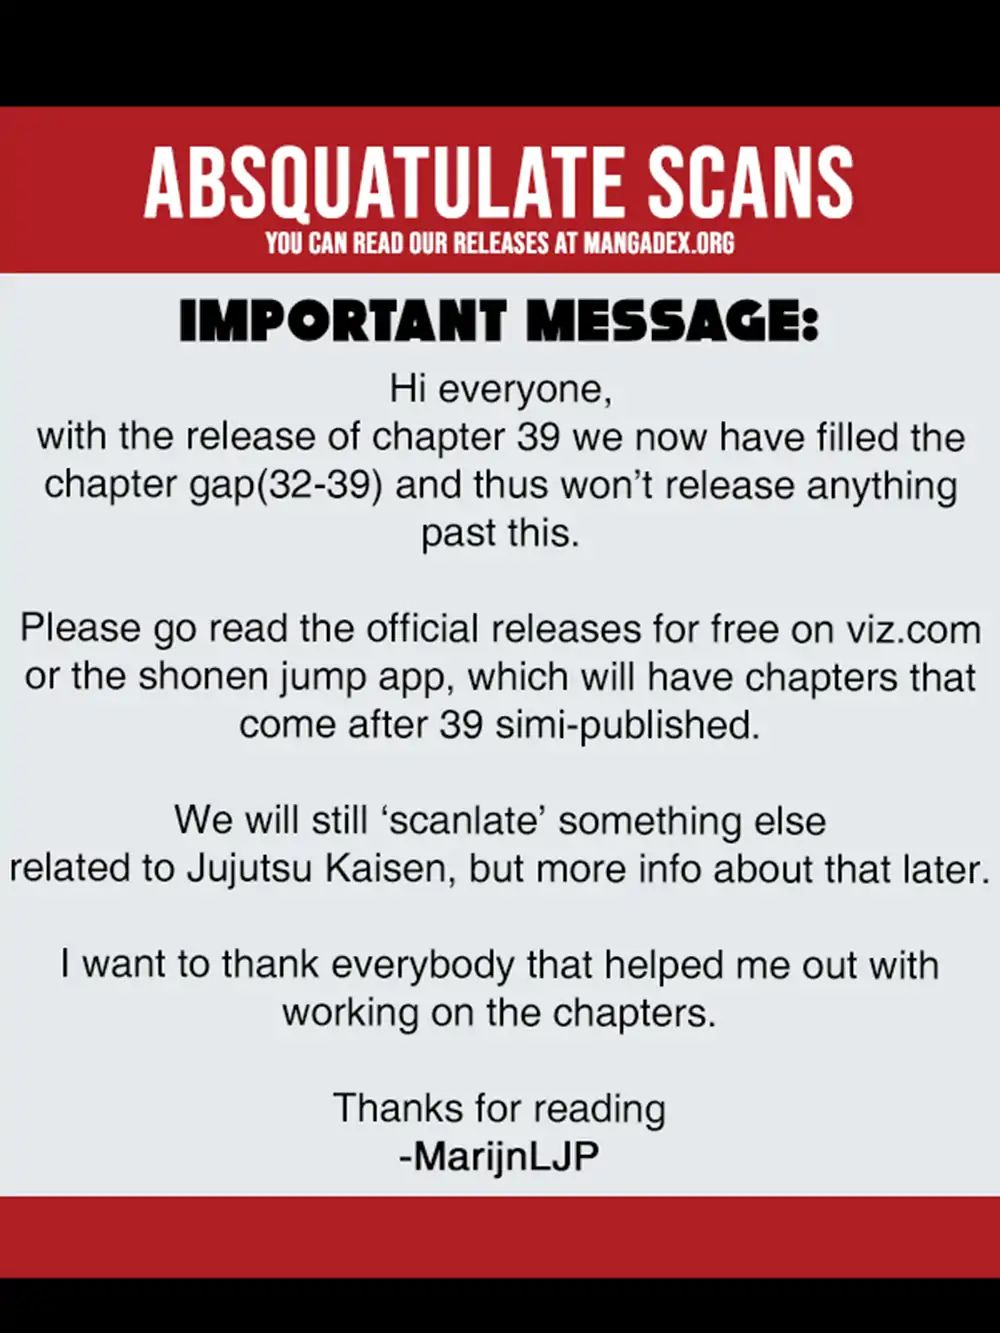 ABSQUATULATE SCANS
YOU CAN READ OUR RELEASES AT MANGADEX.ORG
IMPORTANT MESSAGE:
Hi everyone,
with the release of chapter 39 we now have filled the
chapter gap(32-39) and thus won’t release anything
past this.
Please go read the official releases for free on viz.com
or the shonen jump app, which will have chapters that
come after 39 simi-published.
We will still ‘scanlate’ something else
related to Jujutsu Kaisen, but more info about that later.
I want to thank everybody that helped me out with
working on the chapters.
Thanks for reading
-MarijnLJP